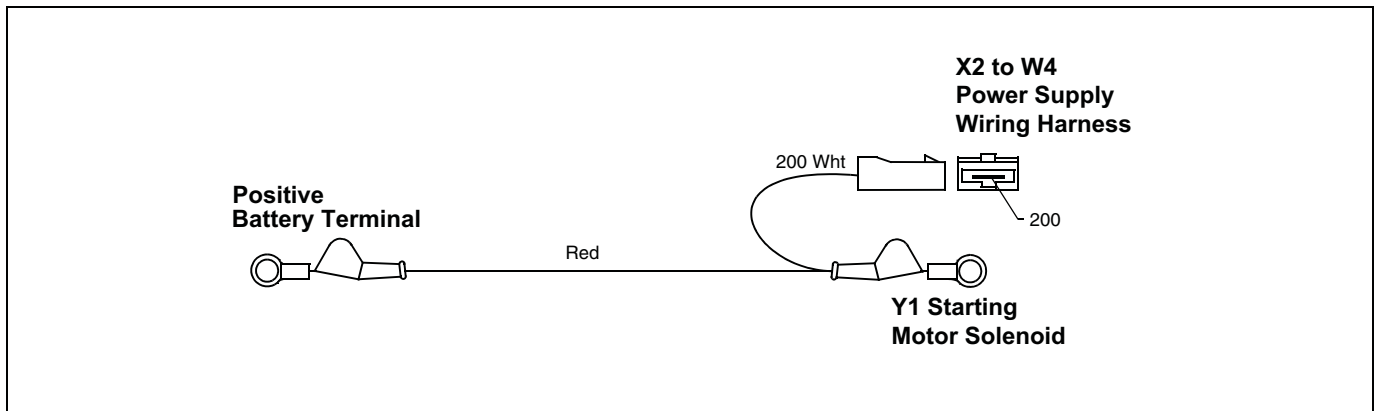 X2 to W4
Power Supply
Wiring Harness
200 Wht
Positive
Battery Terminal
200
Red
Y1 Starting
Motor Solenoid